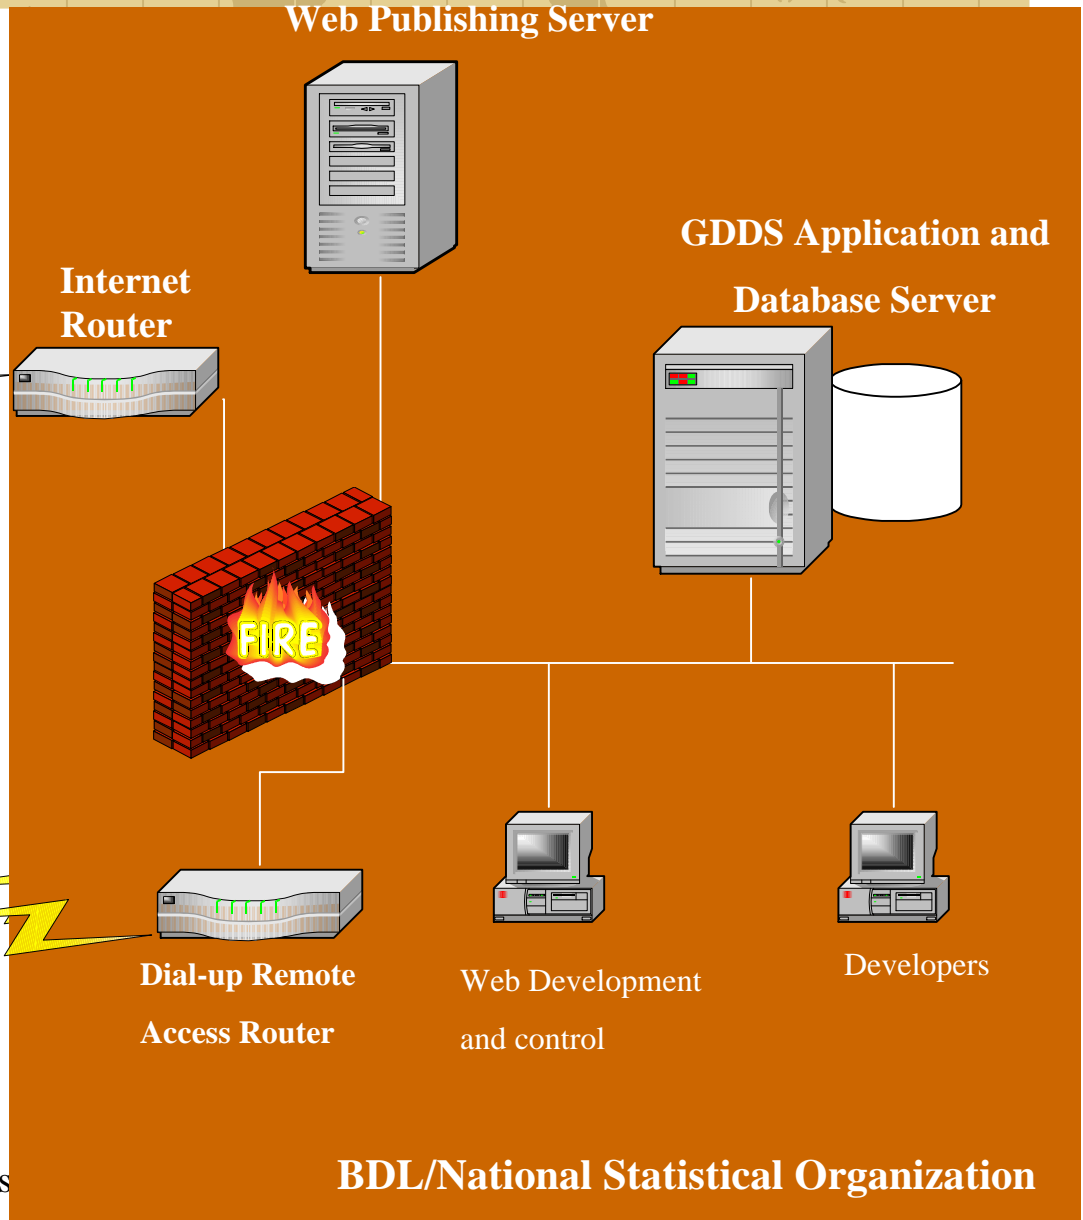 Web Publishing Server
GDDS Application and
Database Server
Internet
Router
FIRE
Dial-up Remote
Access Router
Web Development
and control
Developers
BDL/National Statistical Organization
s